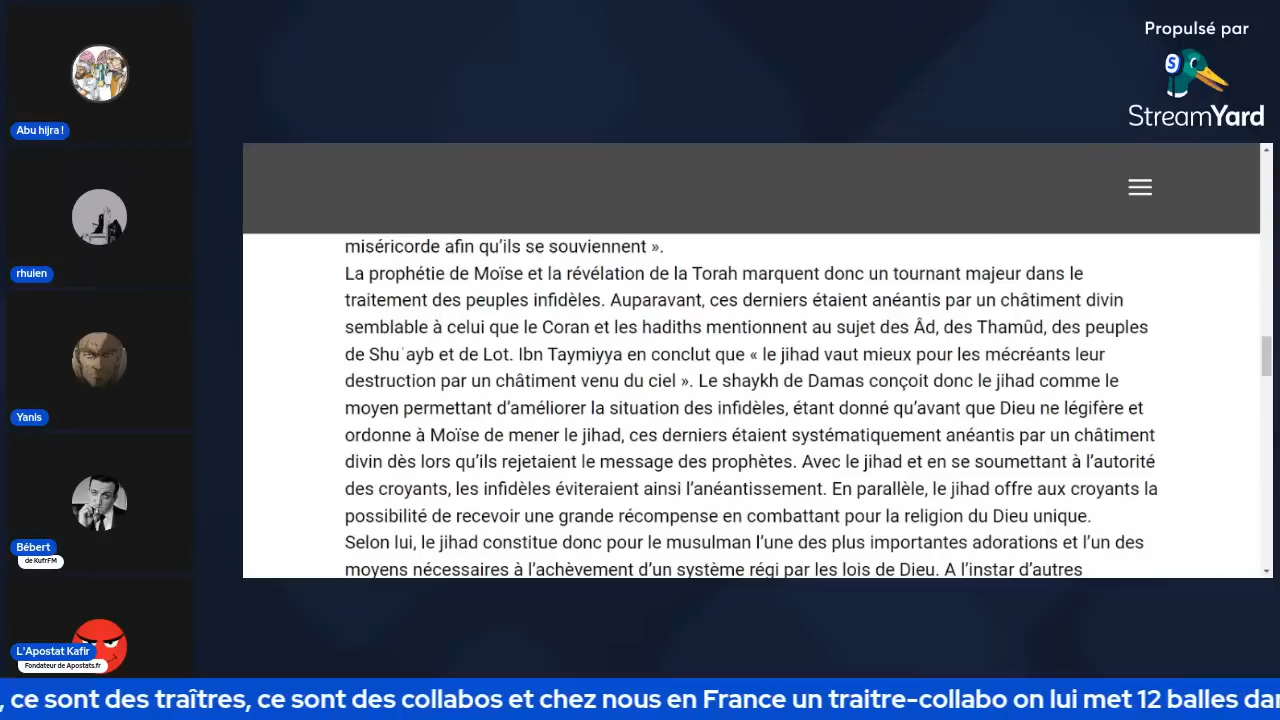 Propulsé par
StreamYard
Abu hijra !
rhuien
Yanis
Bébert
de KufrFM
L'Apostat Kafir
Fondateur de Apostats.fr
miséricorde afin qu’ils se souviennent ».
La prophétie de Moïse et la révélation de la Torah marquent donc un tournant majeur dans le
traitement des peuples infidèles. Auparavant, ces derniers étaient anéantis par un châtiment divin
semblable à celui que le Coran et les hadiths mentionnent au sujet des Âd, des Thamûd, des peuples
de Shuʿayb et de Lot. Ibn Taymiyya en conclut que « le jihad vaut mieux pour les mécréants leur
destruction par un châtiment venu du ciel ». Le shaykh de Damas conçoit donc le jihad comme le
moyen permettant d’améliorer la situation des infidèles, étant donné qu’avant que Dieu ne légifère et
ordonne à Moïse de mener le jihad, ces derniers étaient systématiquement anéantis par un châtiment
divin dès lors qu’ils rejetaient le message des prophètes. Avec le jihad et en se soumettant à l’autorité
des croyants, les infidèles éviteraient ainsi l’anéantissement. En parallèle, le jihad offre aux croyants la
possibilité de recevoir une grande récompense en combattant pour la religion du Dieu unique.
Selon lui, le jihad constitue donc pour le musulman l’une des plus importantes adorations et l’un des
moyens nécessaires à l’achèvement d’un système régi par les lois de Dieu. A l’instar d’autres
, ce sont des traîtres, ce sont des collabos et chez nous en France un traitre-collabo on lui met 12 balles da